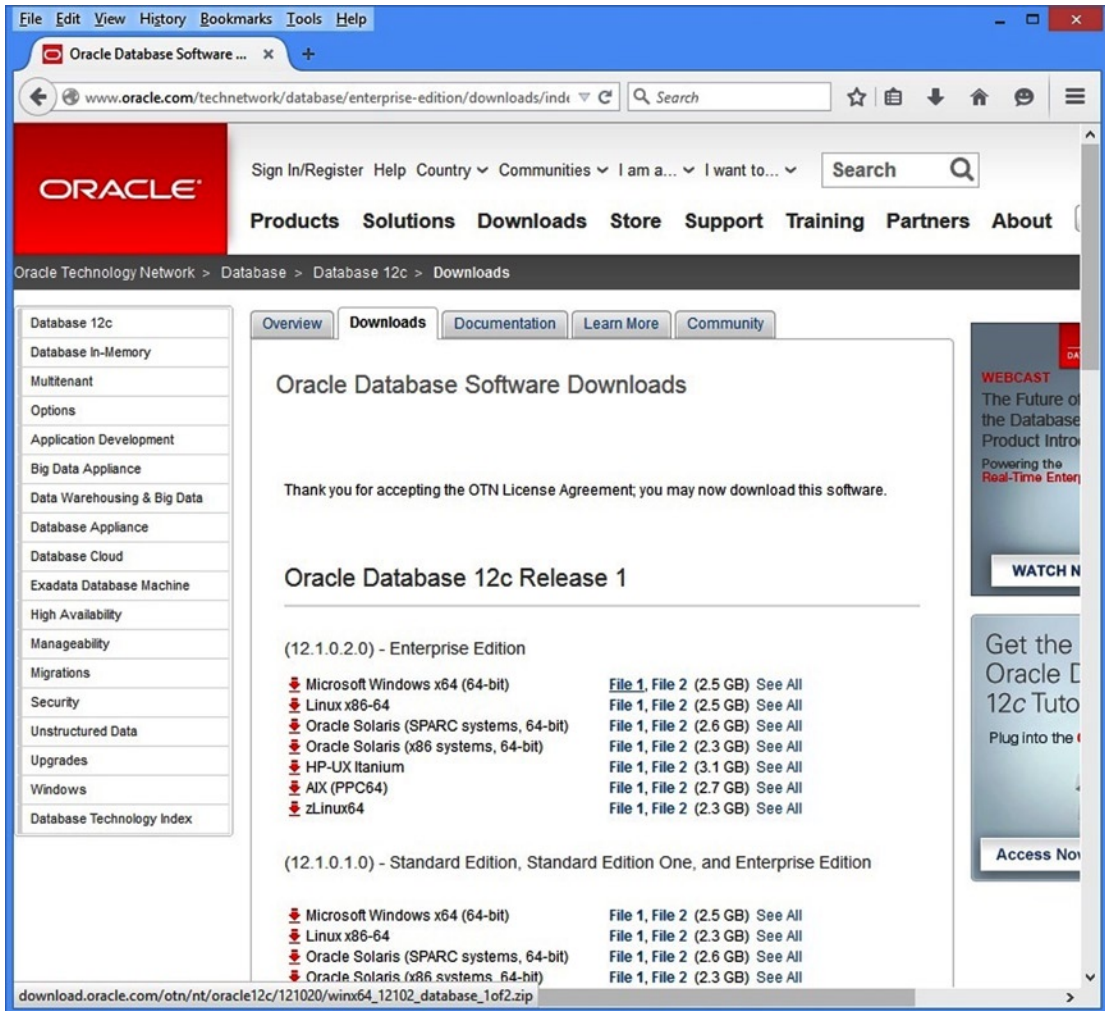 File Edit View History Bookmarks Tools Help
Oracle Database Software ...
www.oracle.com/technetwork/database/enterprise-edition/downloads/inde
Search
ORACLE
Sign In/Register Help Country Communities I am a... I want to...
Search
Products Solutions Downloads Store Support Training Partners About
Oracle Technology Network > Database > Database 12c > Downloads
Database 12c
Database In-Memory
Multitenant
Options
Application Development
Big Data Appliance
Data Warehousing & Big Data
Database Appliance
Database Cloud
Exadata Database Machine
High Availability
Manageability
Migrations
Security
Unstructured Data
Upgrades
Windows
Database Technology Index
Overview Downloads Documentation Learn More Community
Oracle Database Software Downloads
Thank you for accepting the OTN License Agreement; you may now download this software.
Oracle Database 12c Release 1
(12.1.0.2.0) - Enterprise Edition
Microsoft Windows x64 (64-bit) File 1, File 2 (2.5 GB) See All
Linux x86-64 File 1, File 2 (2.5 GB) See All
Oracle Solaris (SPARC systems, 64-bit) File 1, File 2 (2.6 GB) See All
Oracle Solaris (x86 systems, 64-bit) File 1, File 2 (2.3 GB) See All
HP-UX Itanium File 1, File 2 (3.1 GB) See All
AIX (PPC64) File 1, File 2 (2.7 GB) See All
zLinux64 File 1, File 2 (2.3 GB) See All
(12.1.0.1.0) - Standard Edition, Standard Edition One, and Enterprise Edition
Microsoft Windows x64 (64-bit) File 1, File 2 (2.5 GB) See All
Linux x86-64 File 1, File 2 (2.3 GB) See All
Oracle Solaris (SPARC systems, 64-bit) File 1, File 2 (2.6 GB) See All
Oracle Solaris (x86 systems, 64-bit) File 1, File 2 (2.3 GB) See All
WEBCAST
The Future of
the Database
Product Intro
Powering the
Real-Time Enter
WATCH N
Get the
Oracle D
12c Tuto
Plug into the
Access Now
download.oracle.com/otn/nt/oracle12c/121020/winx64_12102_database_1of2.zip